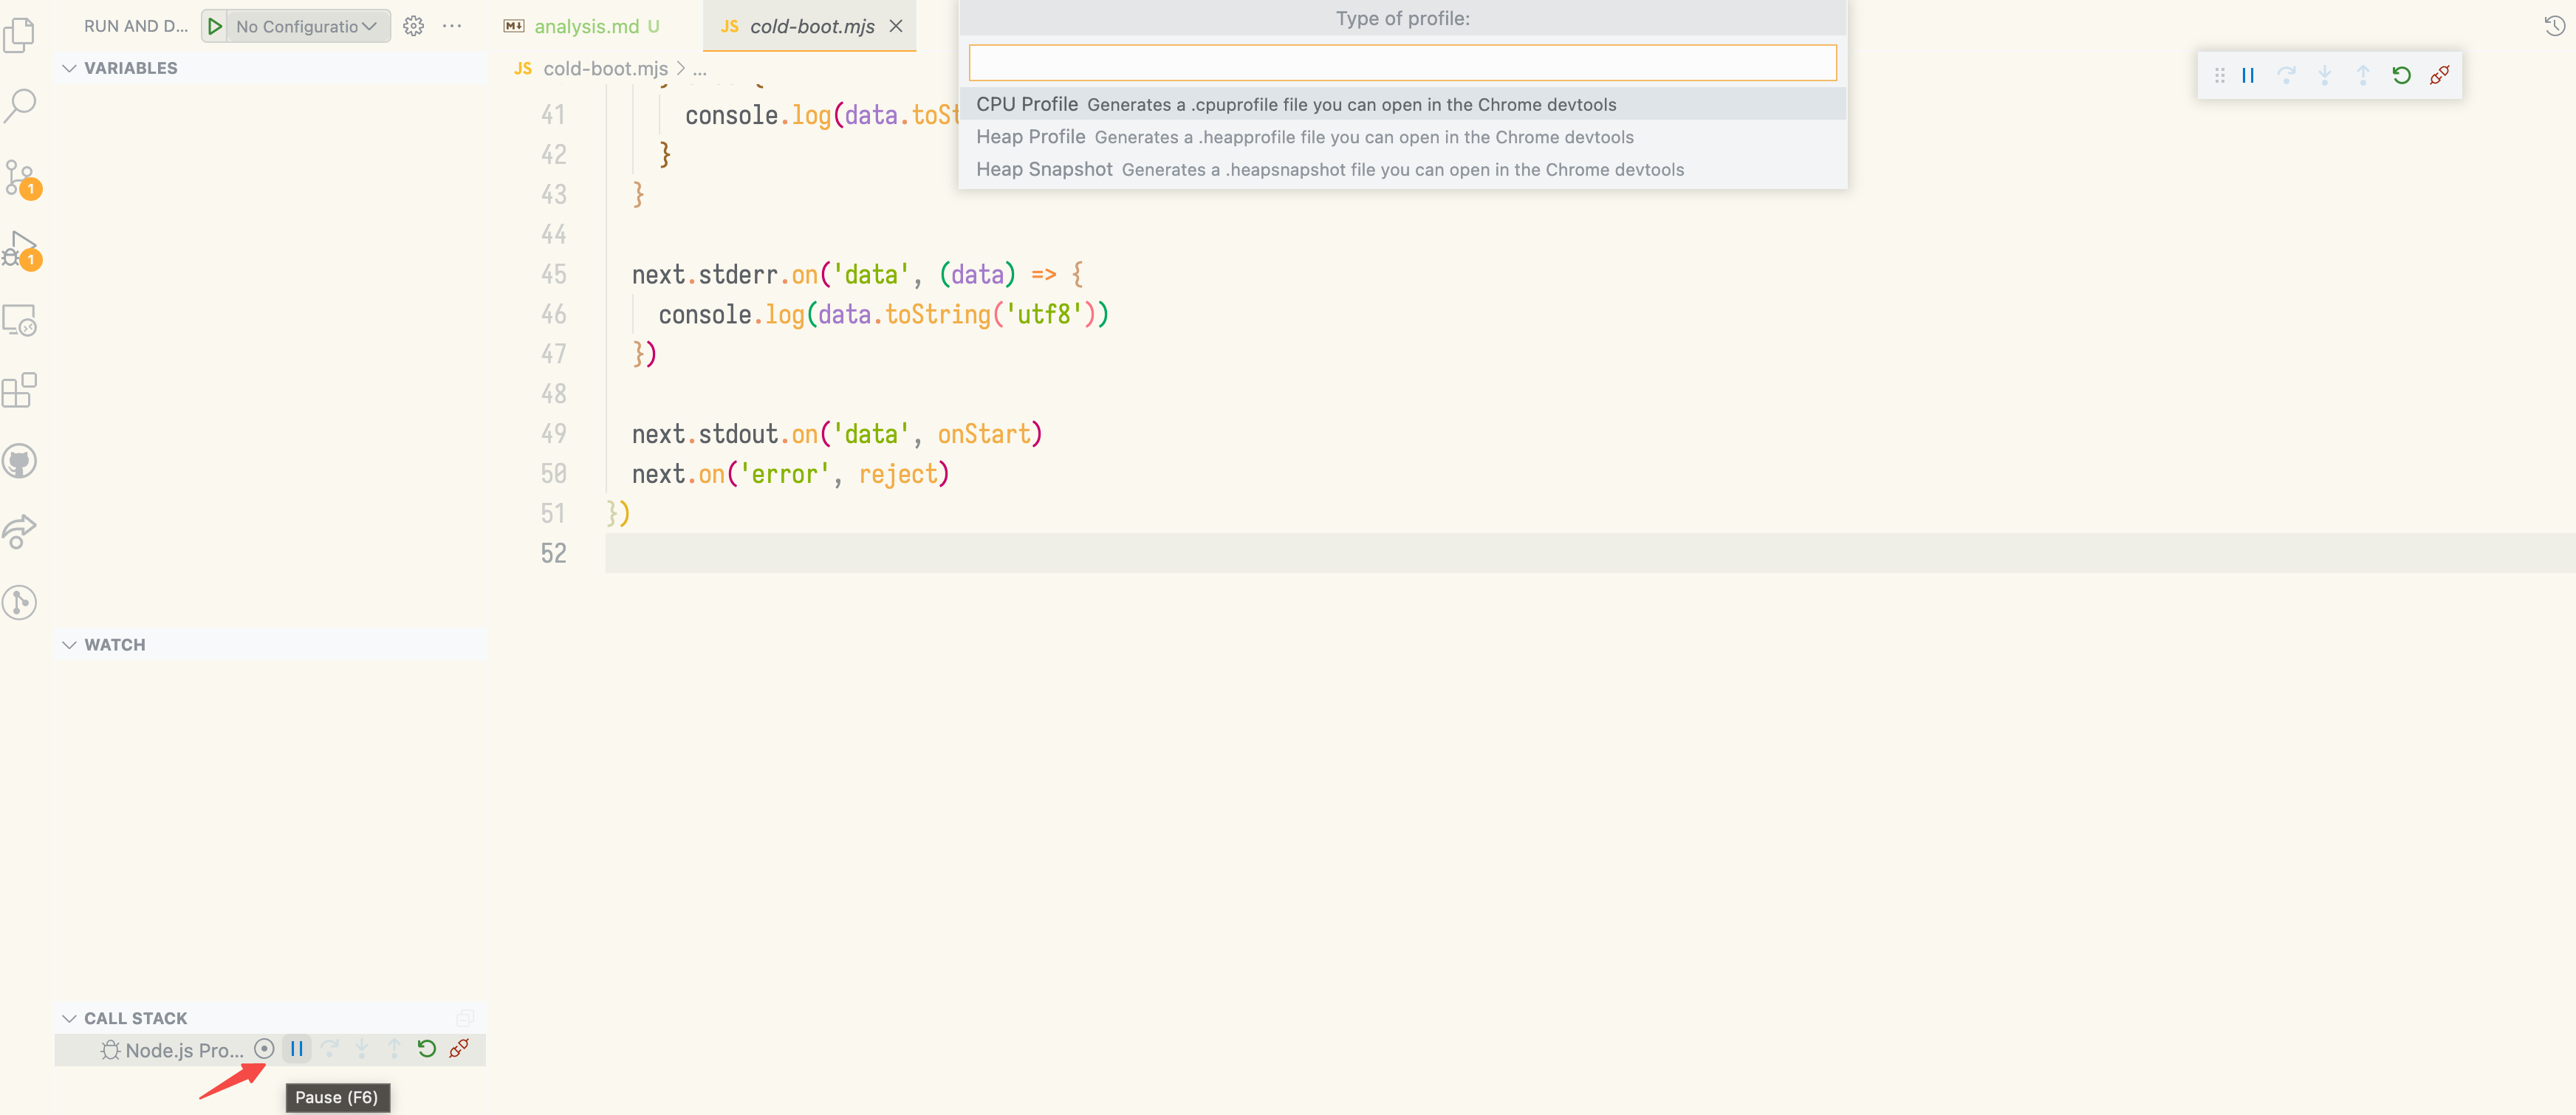 RUN AND D...
No Configuratio
VARIABLES
WATCH
CALL STACK
Node.js Pro...
Pause (F6)
1
1
analysis.md U
JS cold-boot.mjs
JS cold-boot.mjs > ...
41 console.log(data.toSt
42 }
43 }
44
45 next.stderr.on('data', (data) => {
46 console.log(data.toString('utf8'))
47 })
48
49 next.stdout.on('data', onStart)
50 next.on('error', reject)
51 })
52
Type of profile:
CPU Profile Generates a .cpuprofile file you can open in the Chrome devtools
Heap Profile Generates a .heapprofile file you can open in the Chrome devtools
Heap Snapshot Generates a .heapsnapshot file you can open in the Chrome devtools